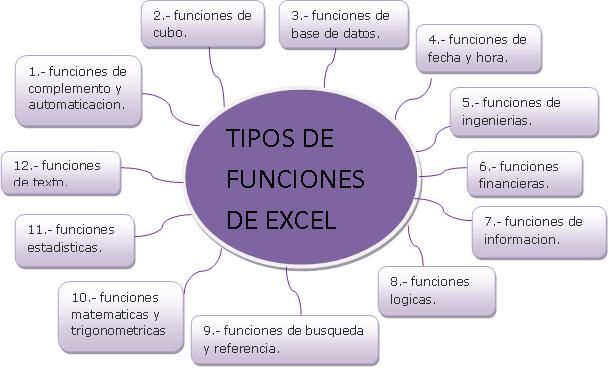 TIPOS DE
FUNCIONES
DE EXCEL
1.- funciones de
complemento y
automaticacion.
2.- funciones de
cubo.
3.- funciones de
base de datos.
4.- funciones de
fecha y hora.
5.- funciones de
ingenierias.
6.- funciones
financieras.
7.- funciones de
informacion.
8.- funciones
logicas.
9.- funciones de busqueda
y referencia.
10.- funciones
matematicas y
trigonometricas
11.- funciones
estadisticas.
12.- funciones
de texto.